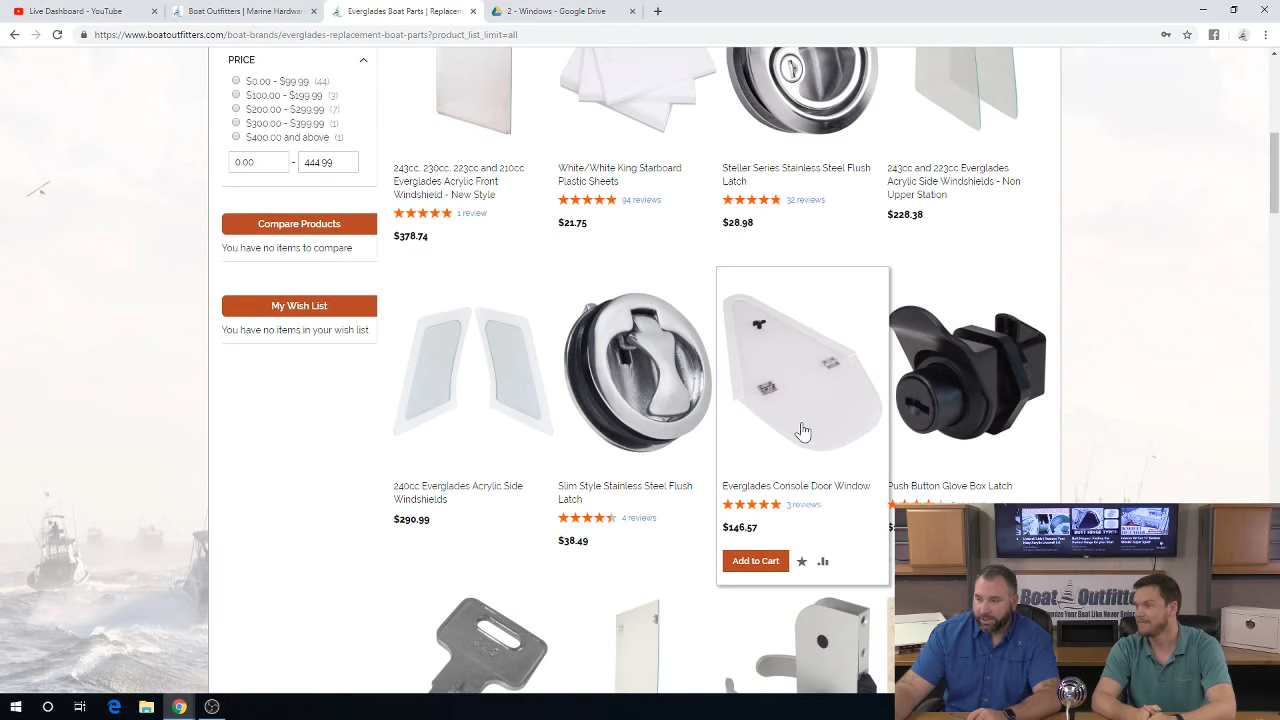 Live Dashboard - YouTube
Boat Outfitters | Marine Hardwar
Everglades Boat Parts | Replacem
2 - Windows - Google Drive
https://www.boatoutfitters.com/boat-brands/everglades-replacement-boat-parts?product_list_limit=all
PRICE
$0.00 - $99.99 (44)
$100.00 - $199.99 (3)
$200.00 - $299.99 (7)
$300.00 - $399.99 (1)
$400.00 and above (1)
0.00 - 444.99
Compare Products
You have no items to compare
My Wish List
You have no items in your wish list
243cc, 230cc, 223cc and 210cc
Everglades Acrylic Front
Windshield - New Style
1 review
$378.74
White/White King Starboard
Plastic Sheets
94 reviews
$21.75
Steller Series Stainless Steel Flush
Latch
32 reviews
$28.98
243cc and 223cc Everglades
Acrylic Side Windshields - Non
Upper Station
$228.38
240cc Everglades Acrylic Side
Windshields
$290.99
Slim Style Stainless Steel Flush
Latch
4 reviews
$38.49
Everglades Console Door Window
3 reviews
$146.57
Add to Cart
Push Button Glove Box Latch
Boat Outfitte